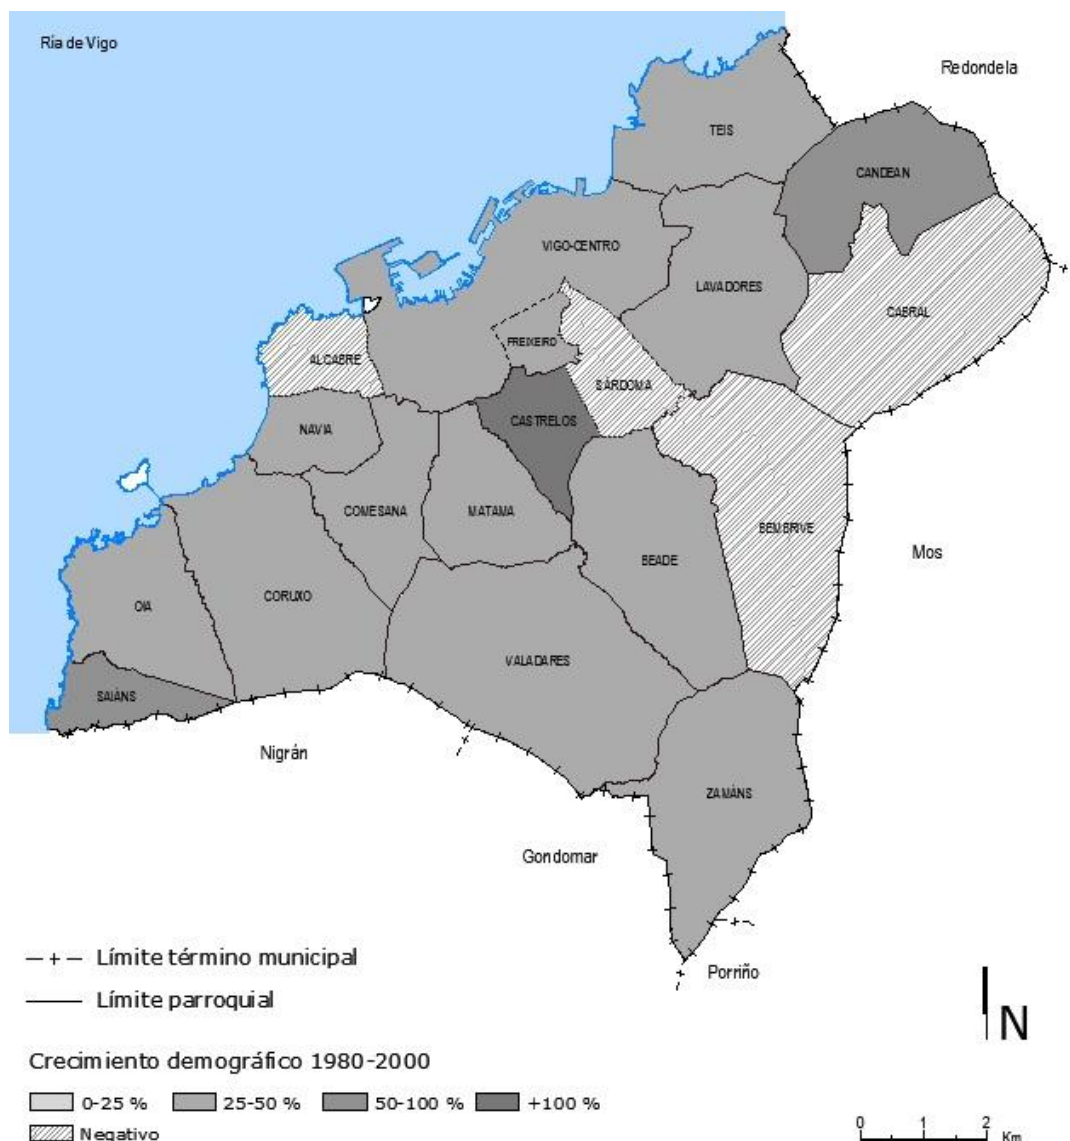 Ría de Vigo
Redondela
TEIS
CANDEAN
VIGO-CENTRO
LAVADORES
CABRAL
FREIXEIRO
ALCABRE
SÁRDOMA
CASTRELOS
NAVIA
COMESANA
MATAMA
BEMBRIVE
BEADE
Mos
OIA
CORUXO
VALADARES
SAIÁNS
Nigrán
ZAMÁNS
Gondomar
Porriño
Límite término municipal
Límite parroquial
N
Crecimiento demográfico 1980-2000
0-25 % 25-50 % 50-100 % +100 %
Negativo
0 1 2
Km